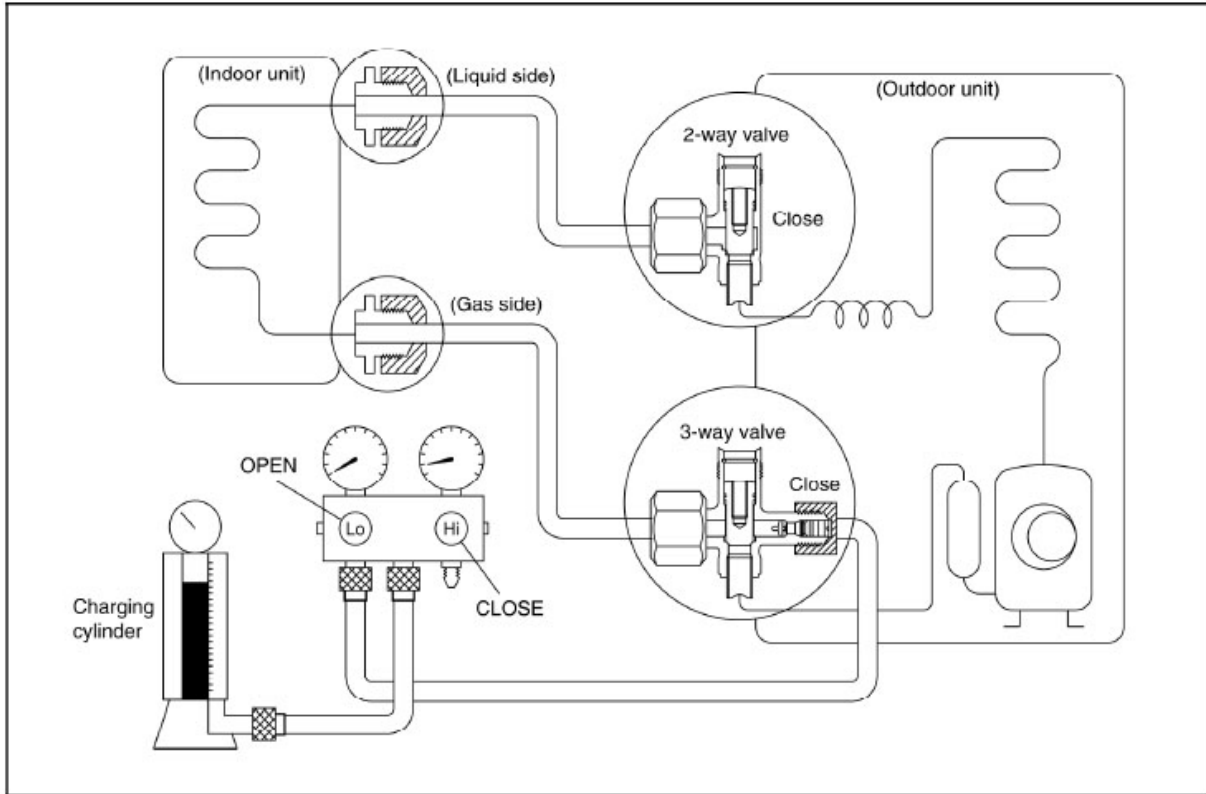 (Indoor unit)
(Liquid side)
(Outdoor unit)
2-way valve
Close
(Gas side)
3-way valve
Close
OPEN
Lo
Hi
CLOSE
Charging
cylinder